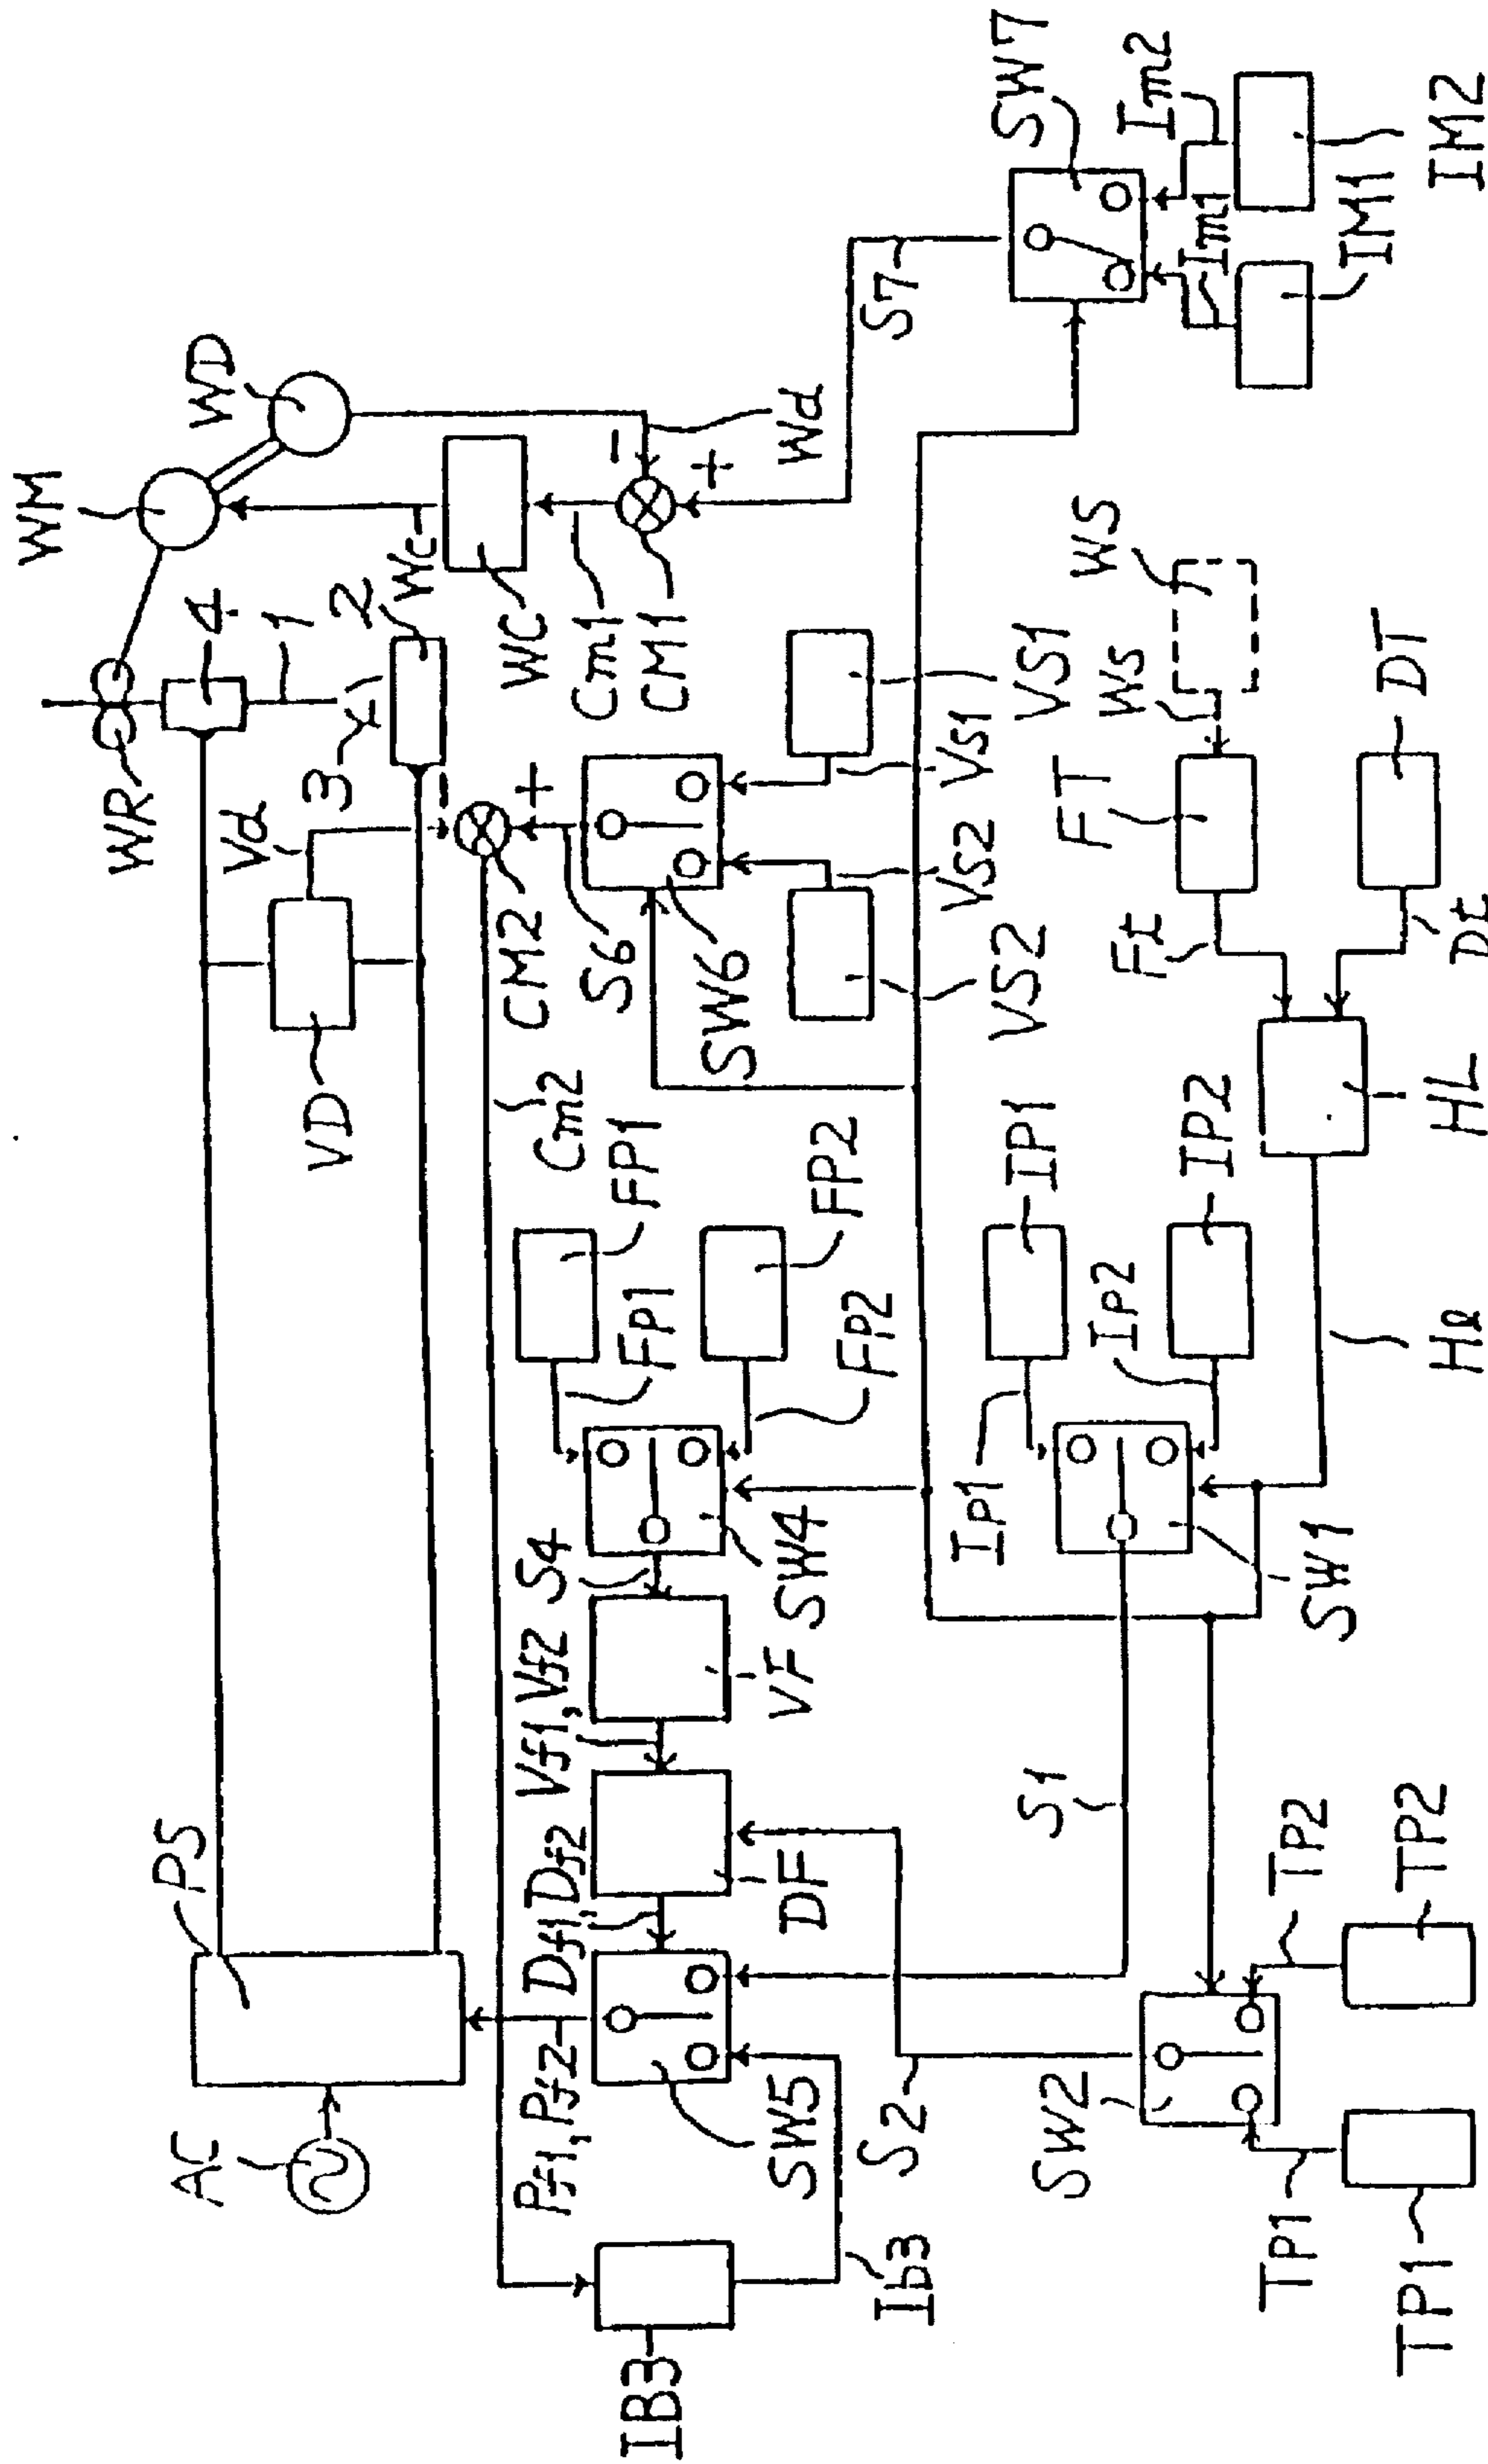 AC
PS
VD
Vd
WR
4
1
3
2
WM
WD
Wc
WC
Cm1
CM1
−
+
Wd
S7
SW7
Im2
Im1
IM1
IM2
−
+
CM2
Cm2
S6
SW6
VS1
Vs1
VS2
Vs2
FP1
Fp1
FP2
Fp2
SW4
S4
VF
Vf1, Vf2
DF
Df1, Df2
Pf1, Pf2
SW5
IB3
Ib3
S2
S1
SW2
TP1
TP1
TP2
TP2
SW1
Ip1
IP1
Ip2
IP2
Hl
HL
Ft
FT
Ws
WS
Dt
DT